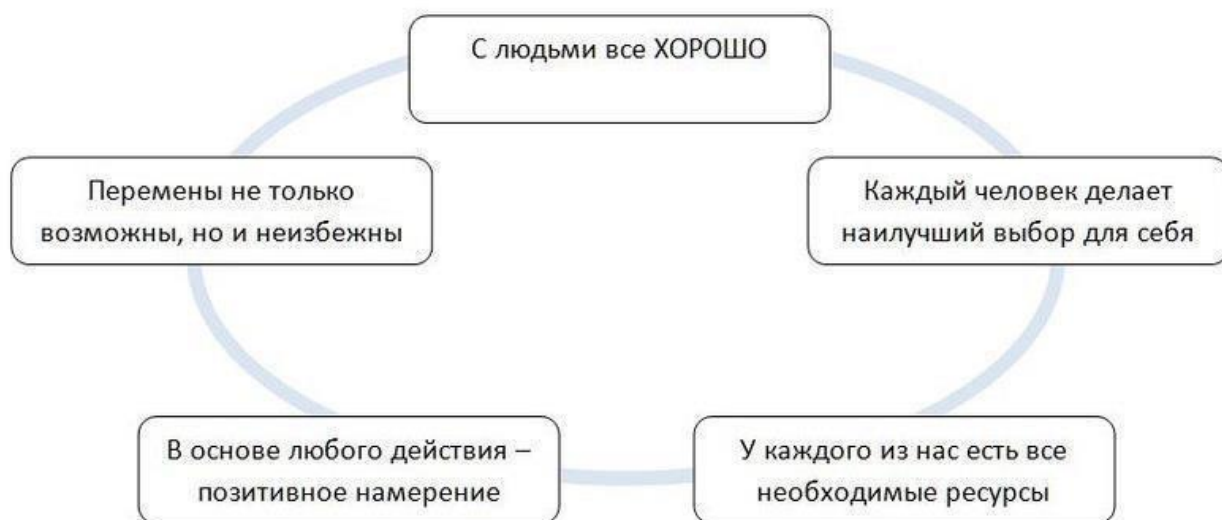 С людьми все ХОРОШО
Перемены не только
возможны, но и неизбежны
Каждый человек делает
наилучший выбор для себя
В основе любого действия –
позитивное намерение
У каждого из нас есть все
необходимые ресурсы